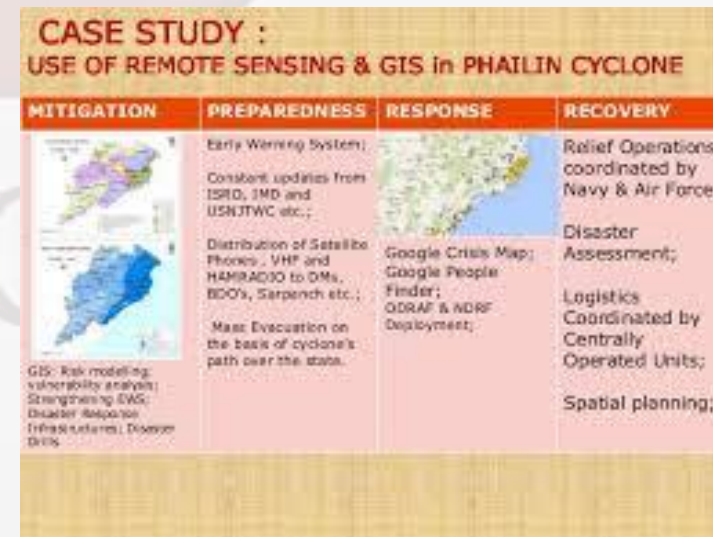 CASE STUDY :
USE OF REMOTE SENSING & GIS in PHAILIN CYCLONE
MITIGATION
GIS: Risk modelling;
vulnerability analysis;
Strengthening EWS;
Disaster Response
Infrastructures; Disaster
Drills
PREPAREDNESS
Early Warning System;
Constant updates from
ISRO, IMD and
USNJTWC etc.;
Distribution of Satellite
Phones , VHF and
HAMRADIO to DMs,
BDO's, Sarpanch etc.;
Mass Evacuation on
the basis of cyclone's
path over the state.
RESPONSE
Google Crisis Map;
Google People
Finder;
ODRAF & NDRF
Deployment;
RECOVERY
Relief Operations
coordinated by
Navy & Air Force
Disaster
Assessment;
Logistics
Coordinated by
Centrally
Operated Units;
Spatial planning;